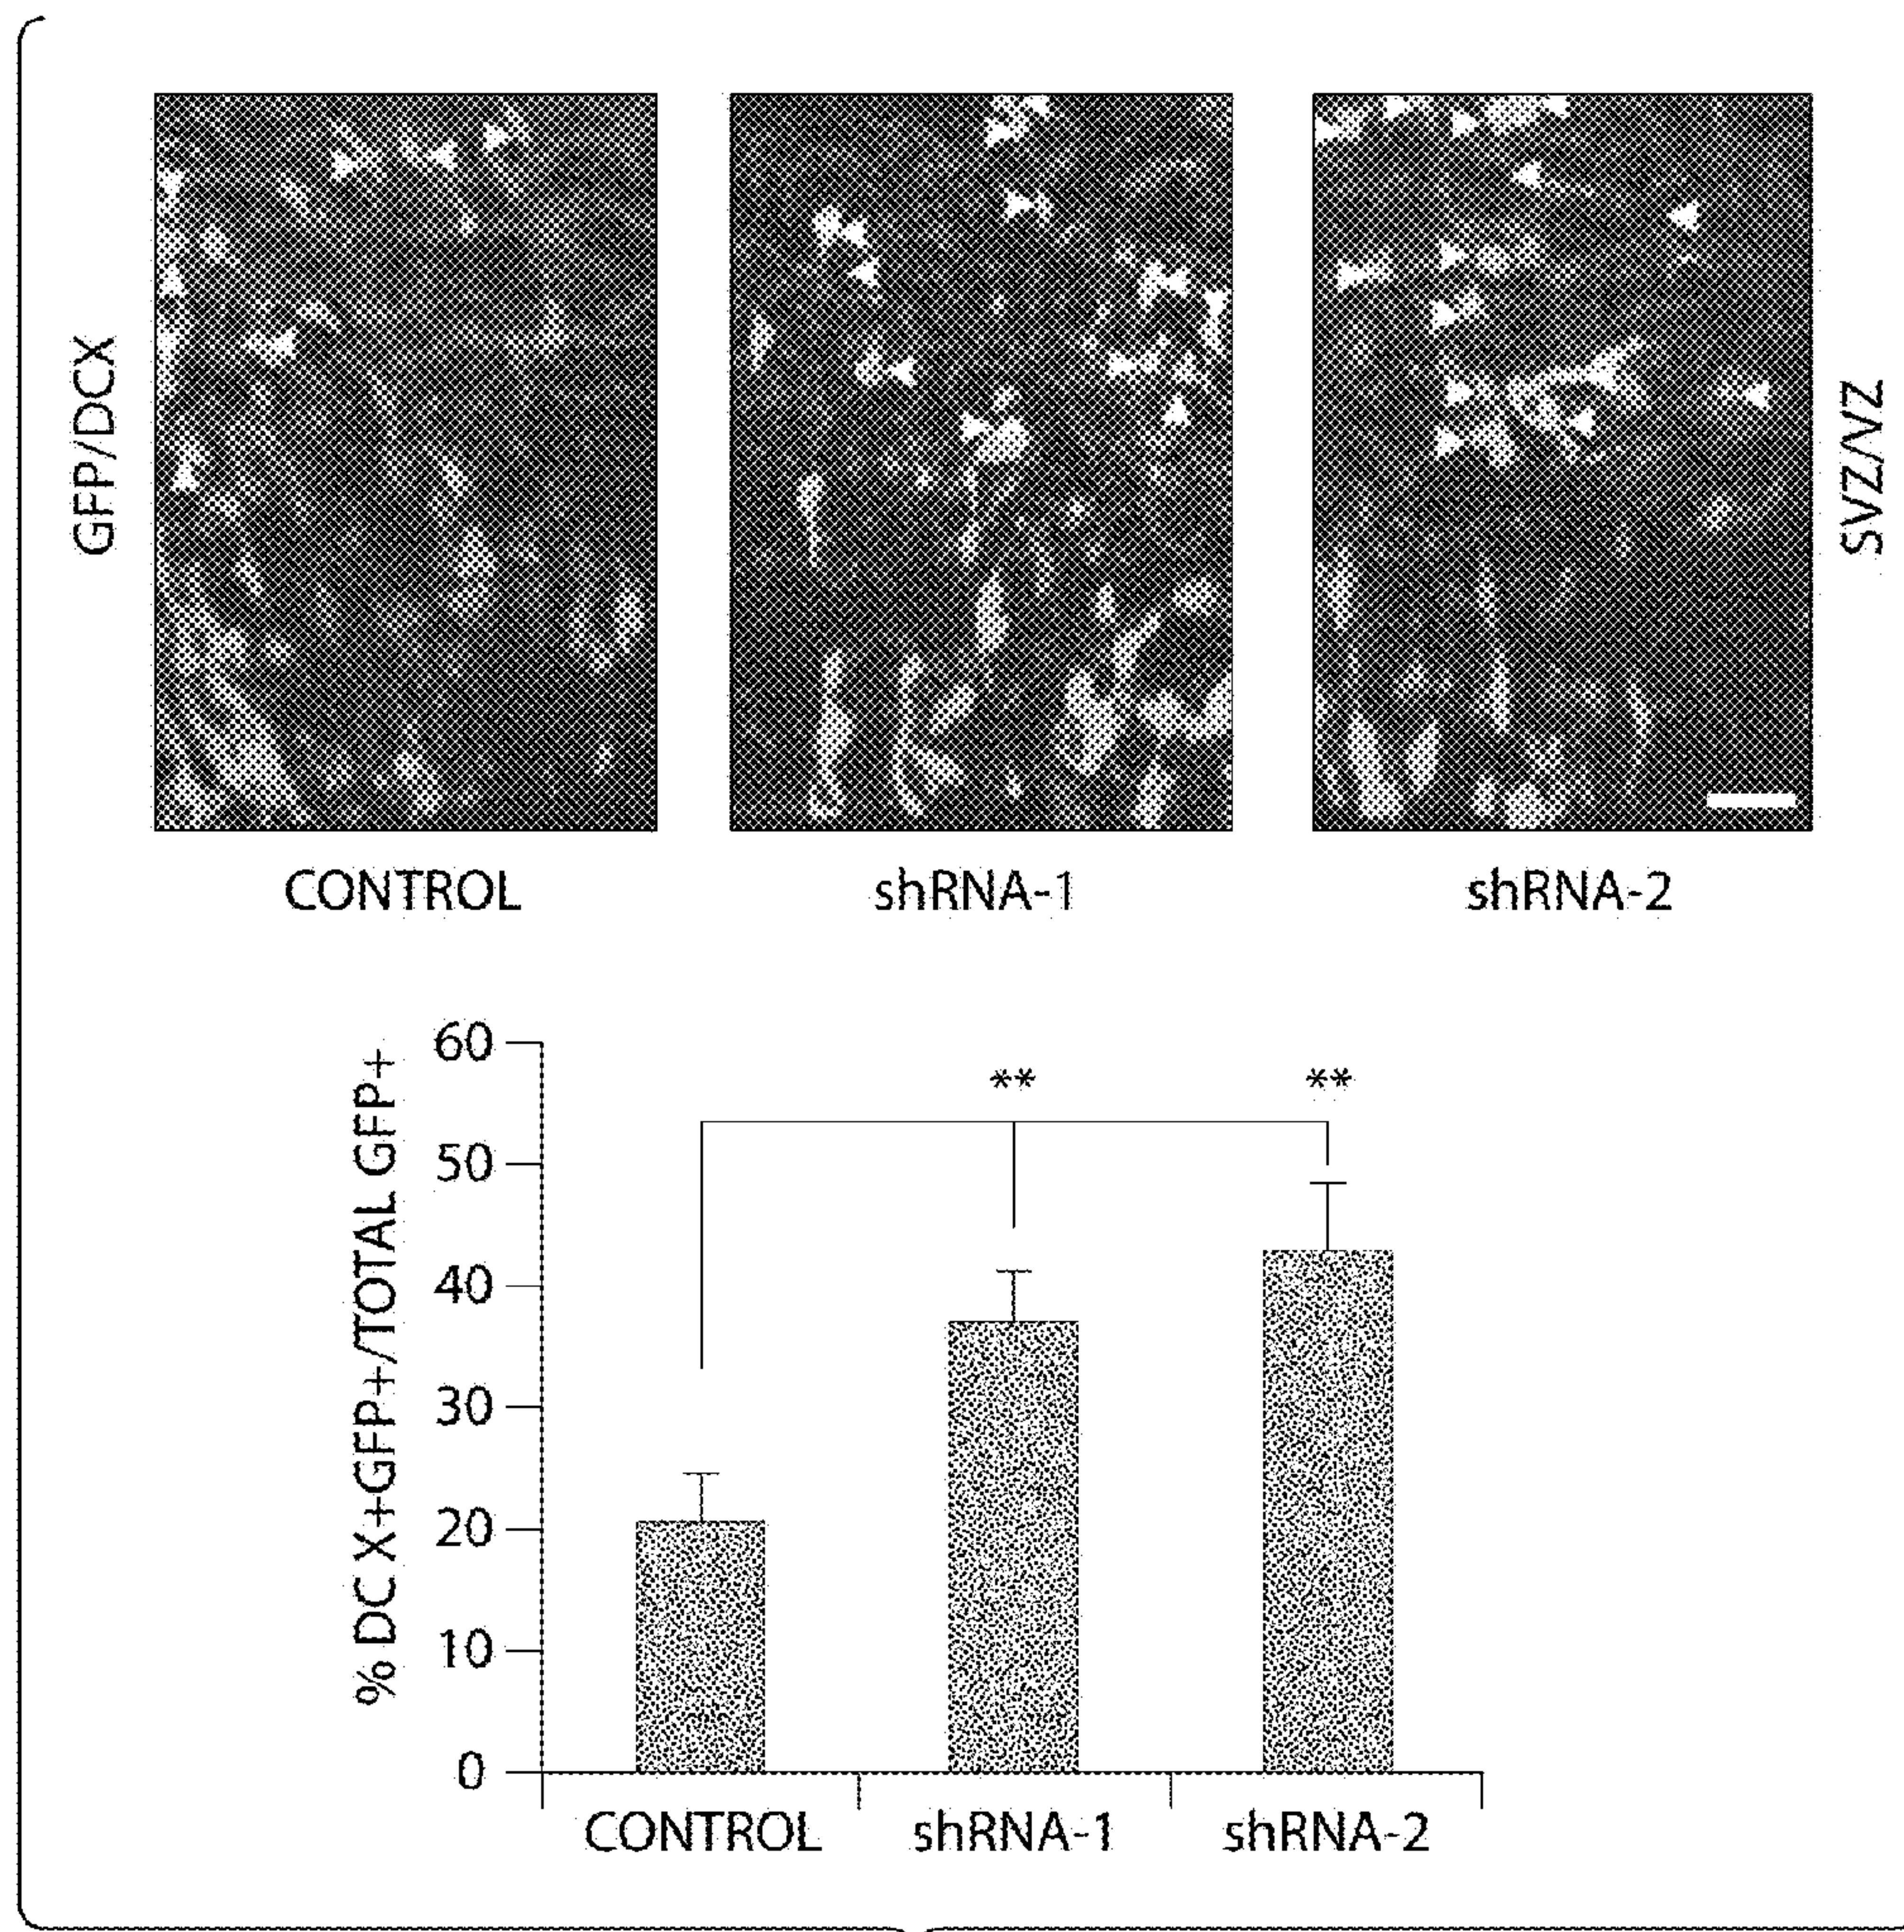 GFP/DCX
SVZ/VZ
CONTROL
shRNA-1
shRNA-2
% DC X+GFP+/TOTAL GFP+
60
50
40
30
20
10
0
**
**
CONTROL
shRNA-1
shRNA-2